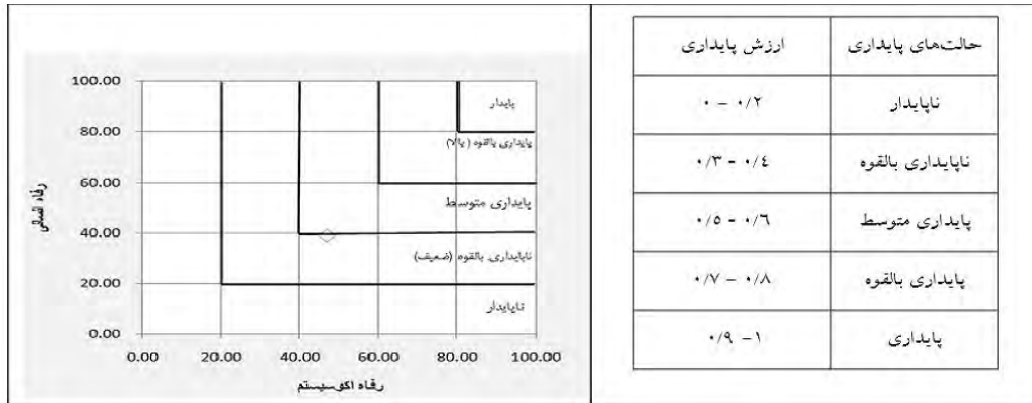 100.00
80.00
60.00
40.00
20.00
0.00
0.00 20.00 40.00 60.00 80.00 100.00
رفاه انسانی
رفاه اکوسیستم
پایدار
پایداری بالقوه (بالا)
پایداری متوسط
ناپایداری بالقوه (ضعیف)
ناپایدار
حالت‌های پایداری ارزش پایداری
ناپایدار ۰ – ۰/۲
ناپایداری بالقوه ۰/۳ – ۰/٤
پایداری متوسط ۰/٥ – ۰/٦
پایداری بالقوه ۰/۷ – ۰/۸
پایداری ۰/۹ – ۱